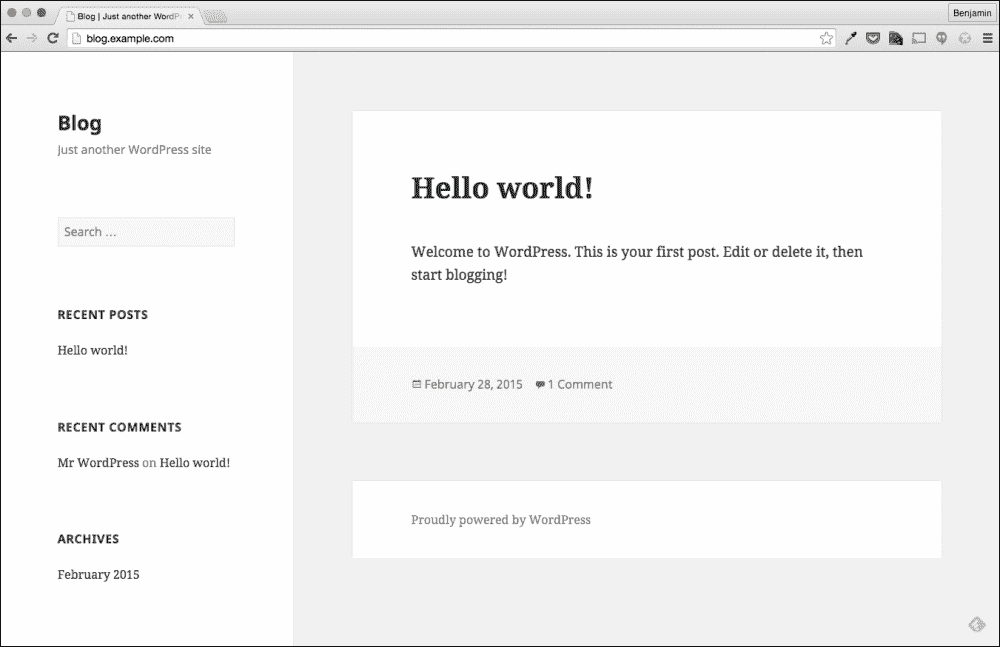 Blog | Just another WordP
Benjamin
blog.example.com
Blog
Just another WordPress site
Search ...
RECENT POSTS
Hello world!
RECENT COMMENTS
Mr WordPress on Hello world!
ARCHIVES
February 2015
Hello world!
Welcome to WordPress. This is your first post. Edit or delete it, then
start blogging!
February 28, 2015 1 Comment
Proudly powered by WordPress